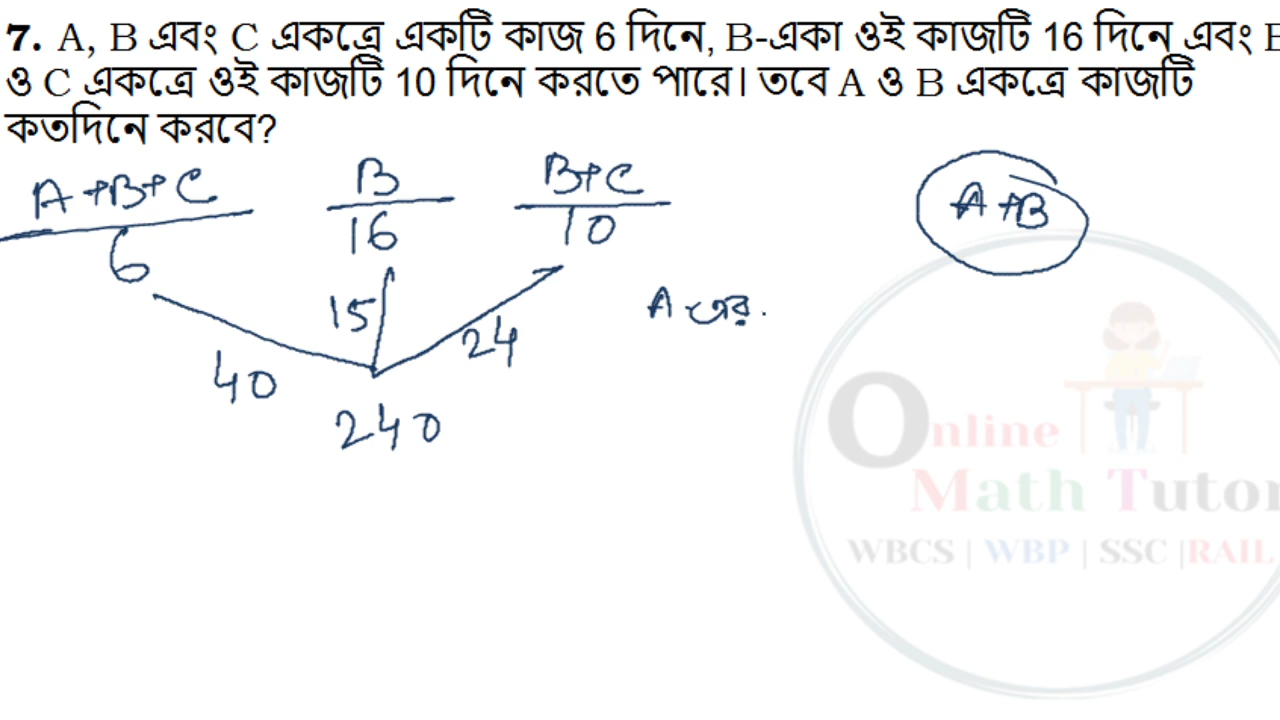 7. A, B এবং C একত্রে একটি কাজ 6 দিনে, B-একা ওই কাজটি 16 দিনে এবং B
ও C একত্রে ওই কাজটি 10 দিনে করতে পারে। তবে A ও B একত্রে কাজটি
কতদিনে করবে?
A+B+C B B+C A+B
6 16 10
15 24 A এর.
40
240
Online
Math Tutor
WBCS | WBP | SSC |RAIL